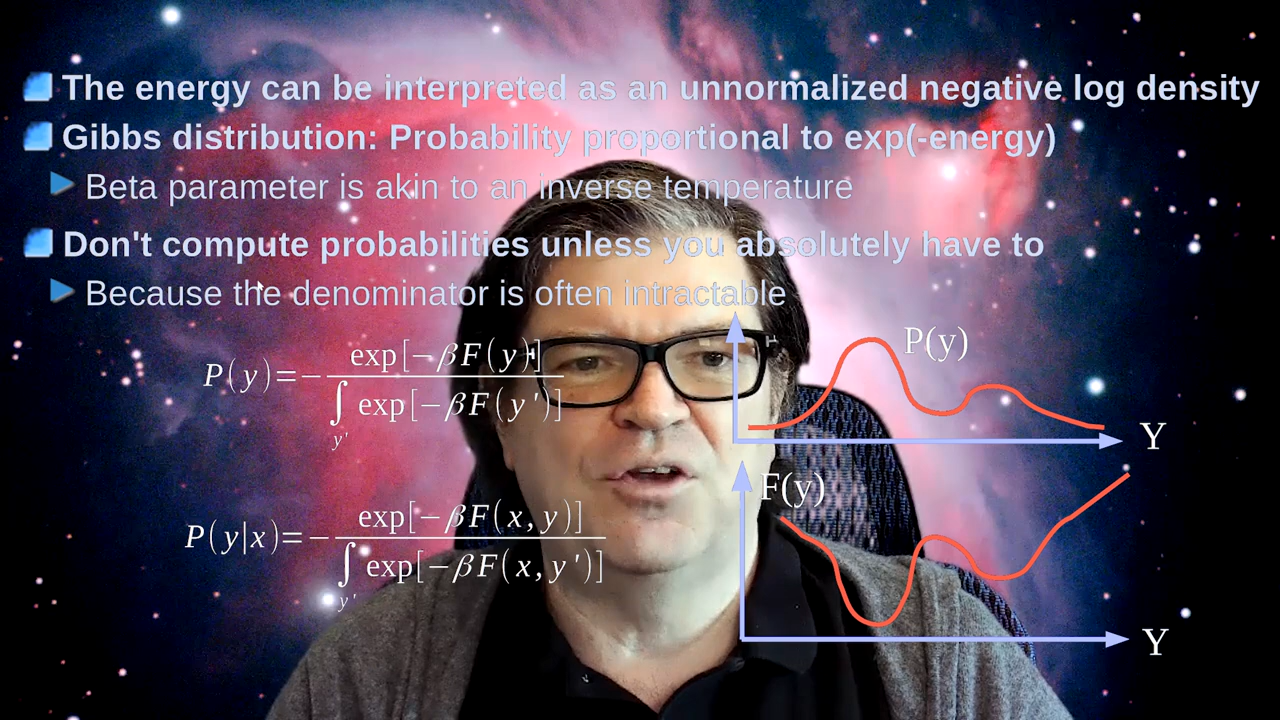 The energy can be interpreted as an unnormalized negative log density
Gibbs distribution: Probability proportional to exp(-energy)
Beta parameter is akin to an inverse temperature
Don't compute probabilities unless you absolutely have to
Because the denominator is often intractable
P(y)=−exp[−βF(y)]/∫y' exp[−βF(y')]
P(y)
Y
F(y)
P(y|x)=−exp[−βF(x,y)]/∫y' exp[−βF(x,y')]
Y